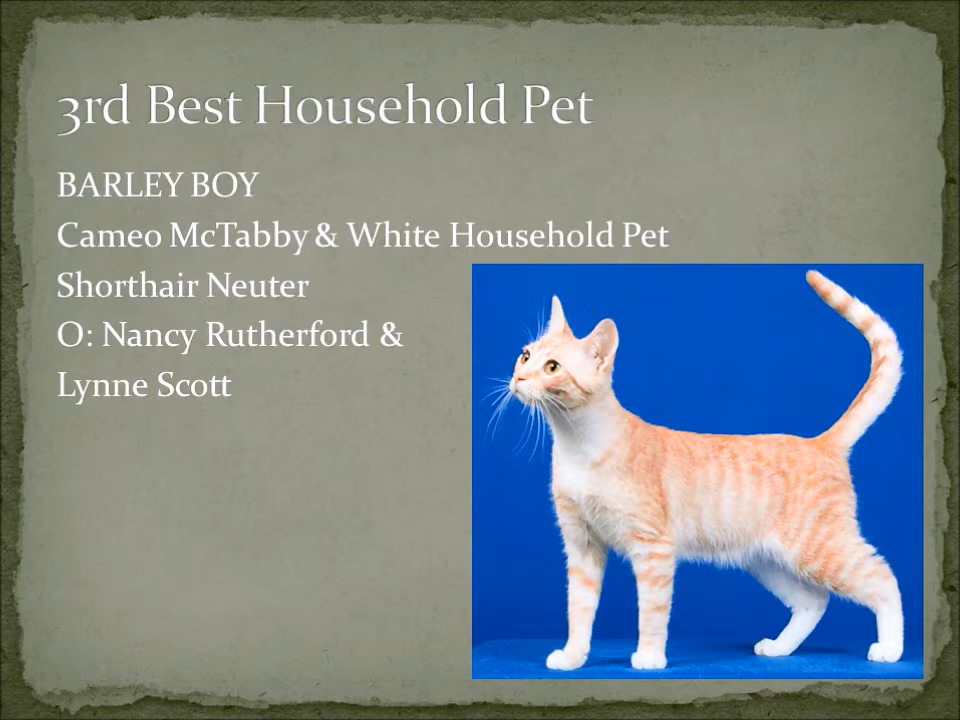 3rd Best Household Pet
BARLEY BOY
Cameo McTabby & White Household Pet
Shorthair Neuter
O: Nancy Rutherford &
Lynne Scott